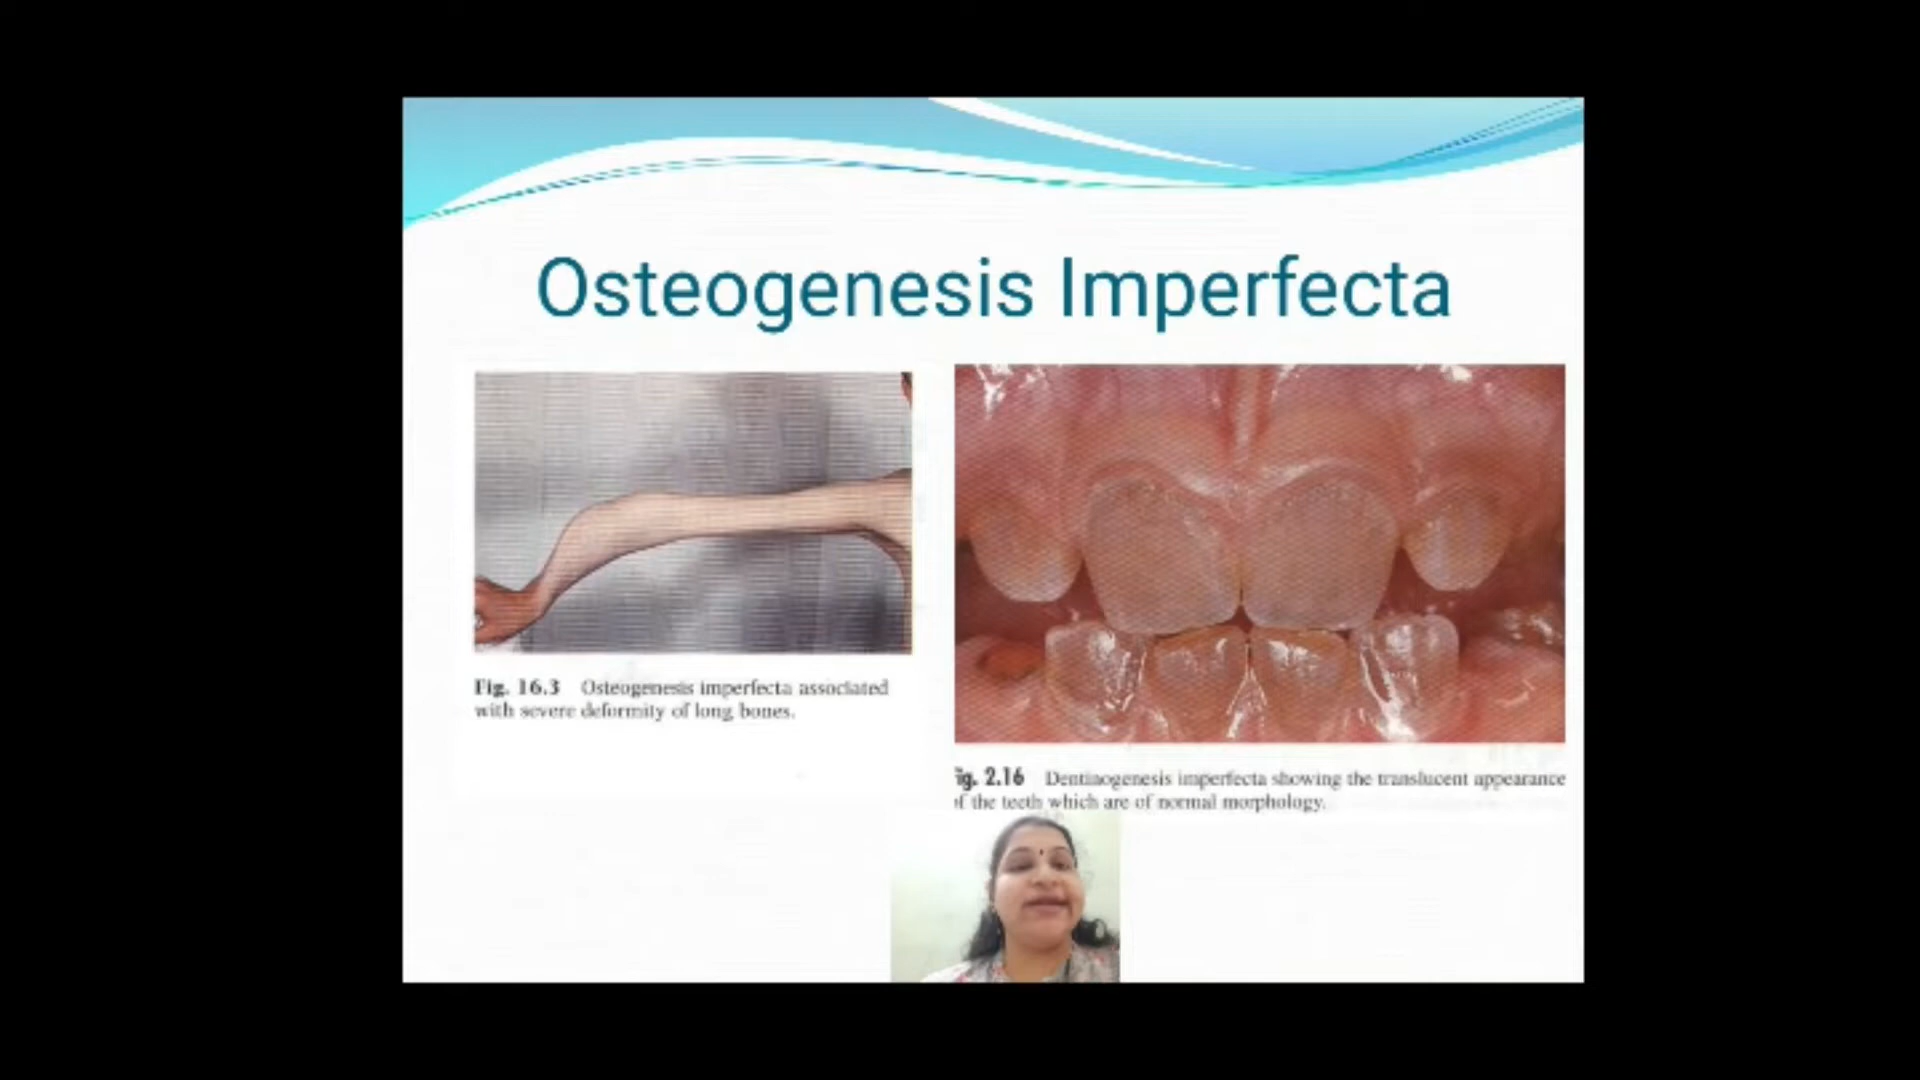 Osteogenesis Imperfecta
Fig. 16.3 Osteogenesis imperfecta associated
with severe deformity of long bones.
ig. 2.16 Dentinogenesis imperfecta showing the translucent appearance
of the teeth which are of normal morphology.